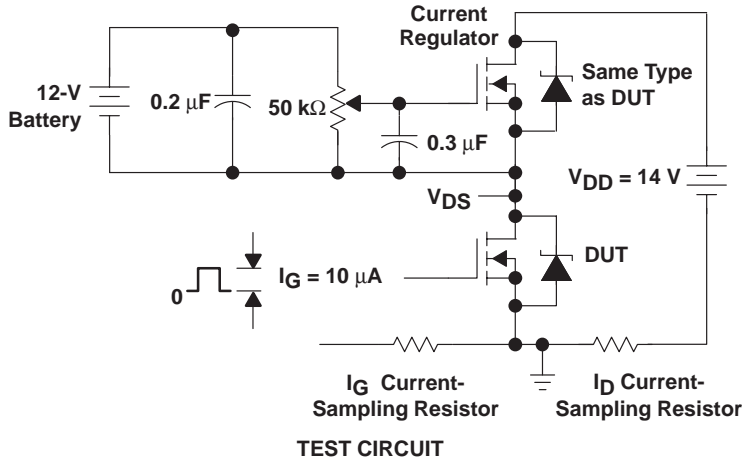 Current
Regulator
12-V
Battery
0.2 μF
50 kΩ
Same Type
as DUT
0.3 μF
VDD = 14 V
VDS
DUT
0
IG = 10 μA
IG Current-
Sampling Resistor
ID Current-
Sampling Resistor
TEST CIRCUIT